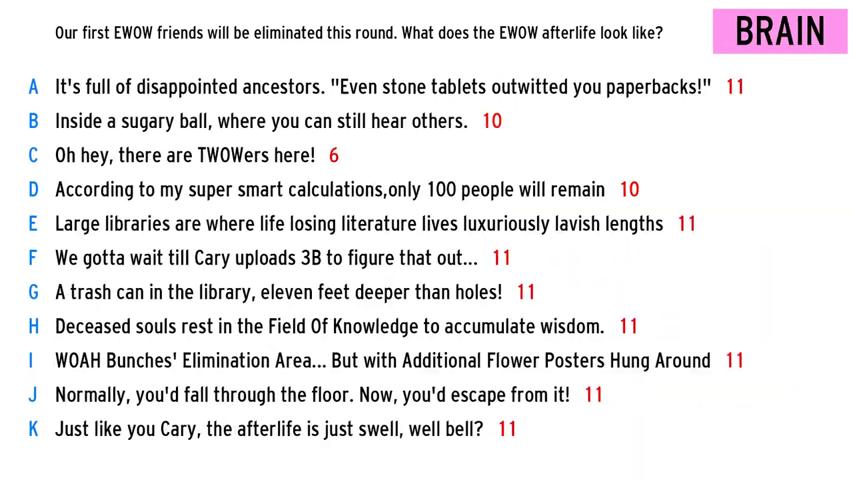 Our first EWOW friends will be eliminated this round. What does the EWOW afterlife look like?
BRAIN
A It's full of disappointed ancestors. "Even stone tablets outwitted you paperbacks!" 11
B Inside a sugary ball, where you can still hear others. 10
C Oh hey, there are TWOWers here! 6
D According to my super smart calculations,only 100 people will remain 10
E Large libraries are where life losing literature lives luxuriously lavish lengths 11
F We gotta wait till Cary uploads 3B to figure that out... 11
G A trash can in the library, eleven feet deeper than holes! 11
H Deceased souls rest in the Field Of Knowledge to accumulate wisdom. 11
I WOAH Bunches' Elimination Area... But with Additional Flower Posters Hung Around 11
J Normally, you'd fall through the floor. Now, you'd escape from it! 11
K Just like you Cary, the afterlife is just swell, well bell? 11